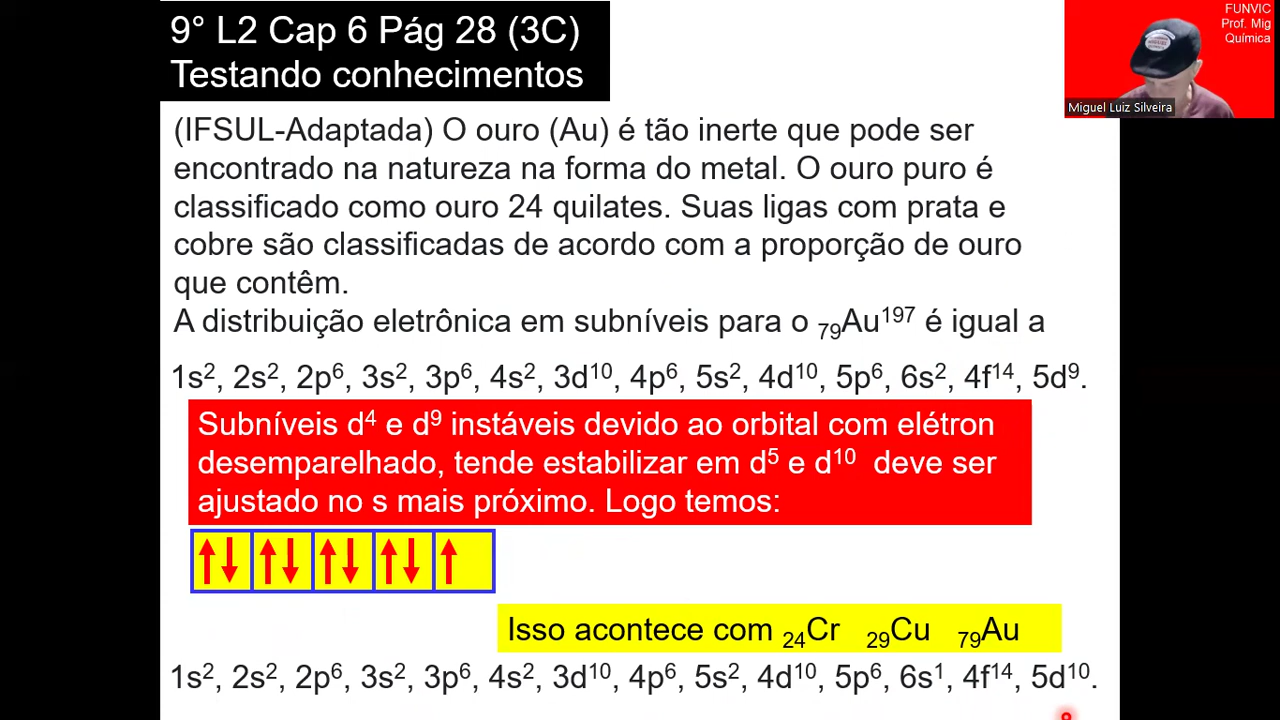 9° L2 Cap 6 Pág 28 (3C)
Testando conhecimentos
FUNVIC
Prof. Mig
Química
Miguel Luiz Silveira
(IFSUL-Adaptada) O ouro (Au) é tão inerte que pode ser
encontrado na natureza na forma do metal. O ouro puro é
classificado como ouro 24 quilates. Suas ligas com prata e
cobre são classificadas de acordo com a proporção de ouro
que contêm.
A distribuição eletrônica em subníveis para o ₇₉Au¹⁹⁷ é igual a
1s², 2s², 2p⁶, 3s², 3p⁶, 4s², 3d¹⁰, 4p⁶, 5s², 4d¹⁰, 5p⁶, 6s², 4f¹⁴, 5d⁹.
Subníveis d⁴ e d⁹ instáveis devido ao orbital com elétron
desemparelhado, tende estabilizar em d⁵ e d¹⁰ deve ser
ajustado no s mais próximo. Logo temos:
Isso acontece com ₂₄Cr ₂₉Cu ₇₉Au
1s², 2s², 2p⁶, 3s², 3p⁶, 4s², 3d¹⁰, 4p⁶, 5s², 4d¹⁰, 5p⁶, 6s¹, 4f¹⁴, 5d¹⁰.